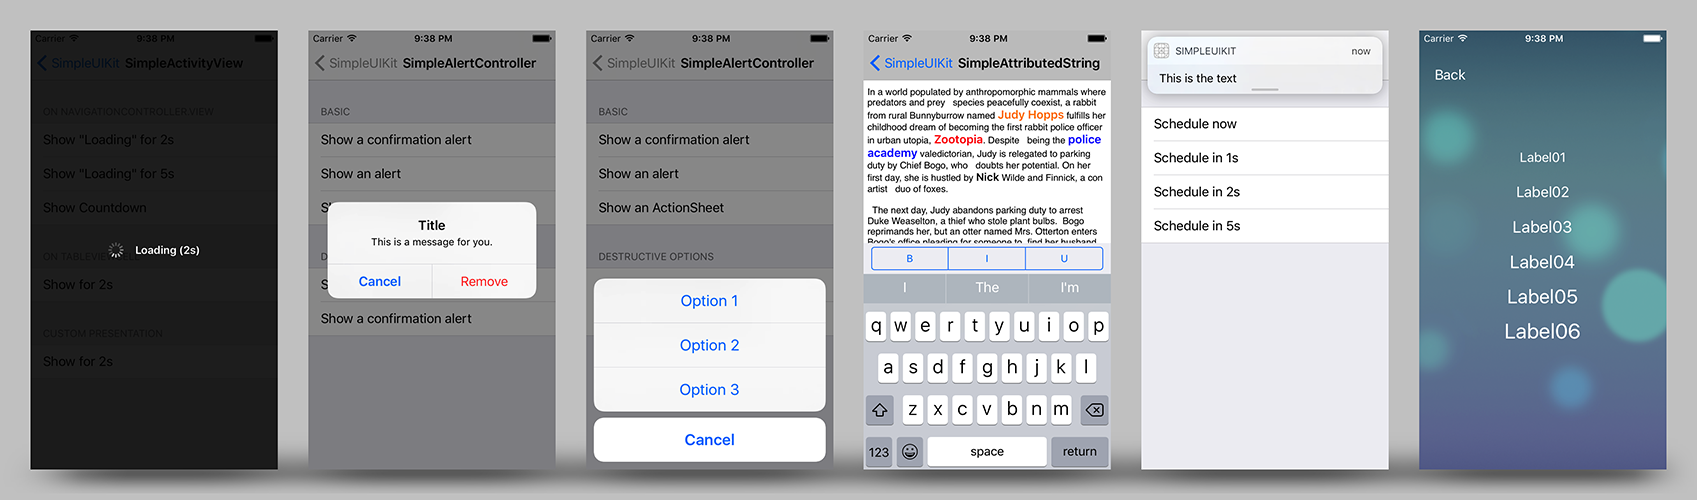 Carrier 9:38 PM
SimpleUIKit SimpleActivityView
ON NAVIGATIONCONTROLLER.VIEW
Show "Loading" for 2s
Show "Loading" for 5s
Show Countdown
Loading (2s)
ON TABLEVIEWCELL
Show for 2s
CUSTOM PRESENTATION
Show for 2s
Carrier 9:38 PM
SimpleUIKit SimpleAlertController
BASIC
Show a confirmation alert
Show an alert
S
Title
This is a message for you.
D
Cancel Remove
S
Show a confirmation alert
Carrier 9:38 PM
SimpleUIKit SimpleAlertController
BASIC
Show a confirmation alert
Show an alert
Show an ActionSheet
DESTRUCTIVE OPTIONS
Option 1
Option 2
Option 3
Cancel
Carrier 9:38 PM
SimpleUIKit SimpleAttributedString
In a world populated by anthropomorphic mammals where
predators and prey species peacefully coexist, a rabbit
from rural Bunnyburrow named Judy Hopps fulfills her
childhood dream of becoming the first rabbit police officer
in urban utopia, Zootopia. Despite being the police
academy valedictorian, Judy is relegated to parking
duty by Chief Bogo, who doubts her potential. On her
first day, she is hustled by Nick Wilde and Finnick, a con
artist duo of foxes.
The next day, Judy abandons parking duty to arrest
Duke Weaselton, a thief who stole plant bulbs. Bogo
reprimands her, but an otter named Mrs. Otterton enters
Bogo's office pleading for someone to find her husband
B I U
I The I'm
q w e r t y u i o p
a s d f g h j k l
z x c v b n m
123 space return
SIMPLEUIKIT now
This is the text
Schedule now
Schedule in 1s
Schedule in 2s
Schedule in 5s
Carrier 9:38 PM
Back
Label01
Label02
Label03
Label04
Label05
Label06